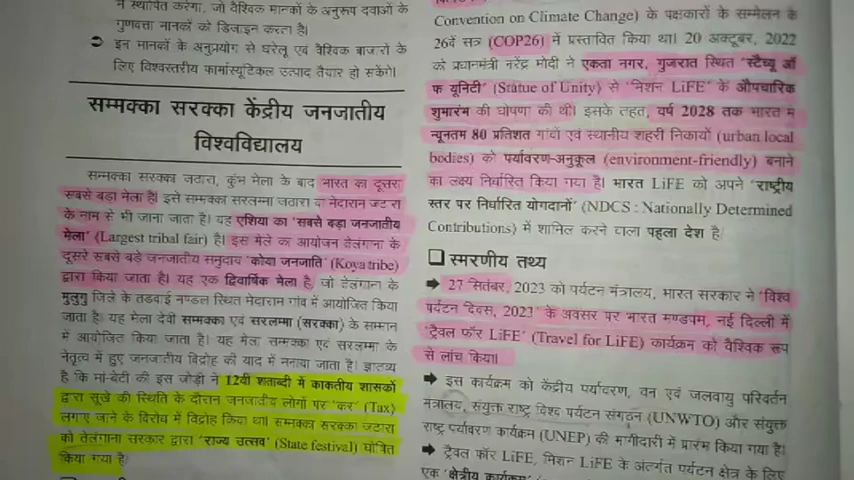 न स्थापित करेगा, जो वैश्विक मानकों के अनुरूप दवाओं के
गुणवत्ता मानकों को डिजाइन करता है।
➲ इन मानकों के अनुप्रयोग से घरेलू एवं वैश्विक बाजारों के
लिए विश्वस्तरीय फार्मास्यूटिकल उत्पाद तैयार हो सकेंगे।
सम्मक्का सरक्का केंद्रीय जनजातीय
विश्वविद्यालय
सम्मक्का सरक्का जठारा, कुंभ मेला के बाद भारत का दूसरा
सबसे बड़ा मेला है। इसे सम्मक्का सरलम्मा जठारा या मेदारान जटारा
के नाम से भी जाना जाता है। यह एशिया का 'सबसे बड़ा जनजातीय
मेला' (Largest tribal fair) है। इस मेले का आयोजन तेलंगाना के
दूसरे सबसे बड़े जनजातीय समुदाय 'कोया जनजाति' (Koya tribe)
द्वारा किया जाता है। यह एक द्विवार्षिक मेला है, जो तेलंगाना के
मुलुगु जिले के तडवाई मण्डल स्थित मेदाराम गांव में आयोजित किया
जाता है। यह मेला देवी सम्मक्का एवं सरलम्मा (सरक्का) के सम्मान
में आयोजित किया जाता है। यह मेला सम्मक्का एवं सरलम्मा के
नेतृत्व में हुए जनजातीय विद्रोह की याद में मनाया जाता है। ज्ञातव्य
है कि मां-बेटी की इस जोड़ी ने 12वीं शताब्दी में काकतीय शासकों
द्वारा सूखे की स्थिति के दौरान जनजातीय लोगों पर 'कर' (Tax)
लगाए जाने के विरोध में विद्रोह किया था। सम्मक्का सरक्का जटारा
को तेलंगाना सरकार द्वारा 'राज्य उत्सव' (State festival) घोषित
किया गया है
Convention on Climate Change) के पक्षकारों के सम्मेलन के
26वें सत्र (COP26) में प्रस्तावित किया था। 20 अक्टूबर, 2022
को प्रधानमंत्री नरेंद्र मोदी ने एकता नगर, गुजरात स्थित 'स्टैच्यू ऑ
फ यूनिटी' (Statue of Unity) से 'मिशन LiFE' के औपचारिक
शुभारंभ की घोषणा की थी। इसके तहत, वर्ष 2028 तक भारत में
न्यूनतम 80 प्रतिशत गांवों एवं स्थानीय शहरी निकायों (urban local
bodies) को पर्यावरण-अनुकूल (environment-friendly) बनाने
का लक्ष्य निर्धारित किया गया है। भारत LiFE को अपने 'राष्ट्रीय
स्तर पर निर्धारित योगदानों' (NDCS : Nationally Determined
Contributions) में शामिल करने वाला पहला देश है
❑ स्मरणीय तथ्य
➡ 27 सितंबर, 2023 को पर्यटन मंत्रालय, भारत सरकार ने 'विश्व
पर्यटन दिवस, 2023' के अवसर पर भारत मण्डपम, नई दिल्ली में
'ट्रैवल फॉर LiFE' (Travel for LiFE) कार्यक्रम को वैश्विक रूप
से लांच किया।
➡ इस कार्यक्रम को केंद्रीय पर्यावरण, वन एवं जलवायु परिवर्तन
मंत्रालय, संयुक्त राष्ट्र विश्व पर्यटन संगठन (UNWTO) और संयुक्त
राष्ट्र पर्यावरण कार्यक्रम (UNEP) की भागीदारी में प्रारंभ किया गया है।
➡ ट्रैवल फॉर LiFE, मिशन LiFE के अंतर्गत पर्यटन क्षेत्र के लिए
एक 'क्षेत्रीय कार्यक्रम'